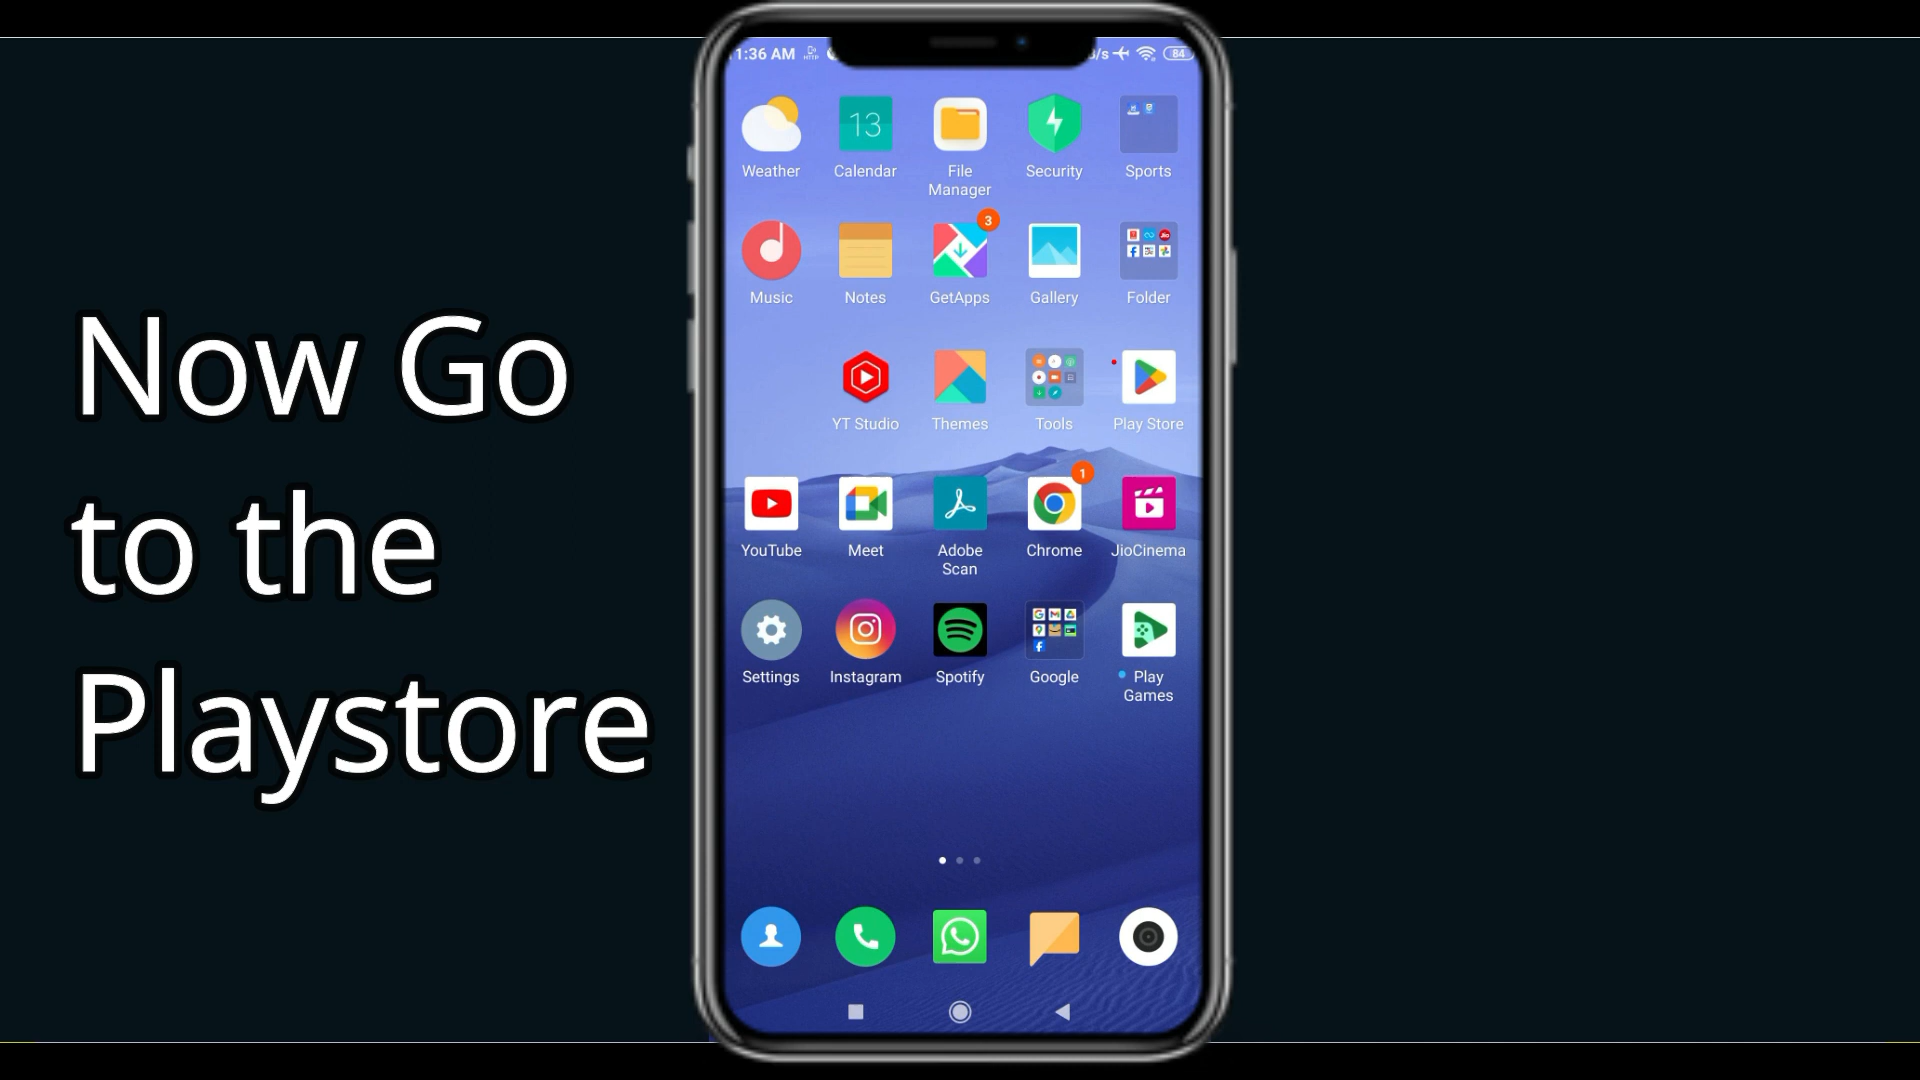 Now Go
to the
Playstore
1:36 AM
/s
84
Weather
Calendar
13
File
Manager
Security
Sports
Music
Notes
3
GetApps
Gallery
Folder
YT Studio
Themes
Tools
Play Store
YouTube
Meet
Adobe
Scan
1
Chrome
JioCinema
Settings
Instagram
Spotify
Google
Play
Games